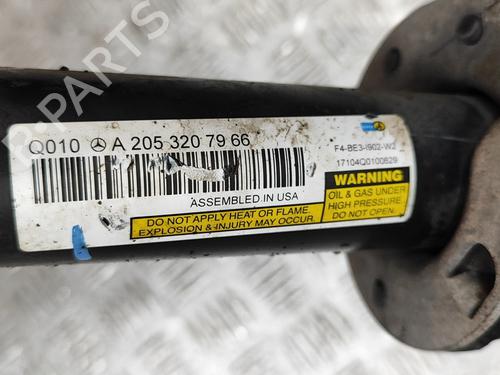 Q010 A 205 320 79 66
F4-BE3-I902-W2
17104Q0100829
ASSEMBLED IN USA
WARNING
OIL & GAS UNDER
HIGH PRESSURE.
DO NOT OPEN.
DO NOT APPLY HEAT OR FLAME.
EXPLOSION & INJURY MAY OCCUR.
B PARTS